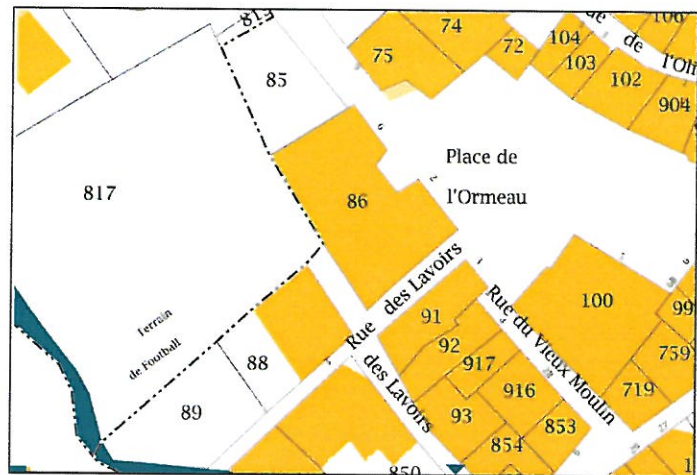 813
74
72
104
103
102
904
106
de
de
l'Oli
75
85
817
86
Place de
l'Ormeau
Rue des Lavoirs
Terrain
de Football
88
89
91
92
917
916
93
853
854
850
des Lavoirs
Rue du Vieux Moulin
100
99
759
719
1